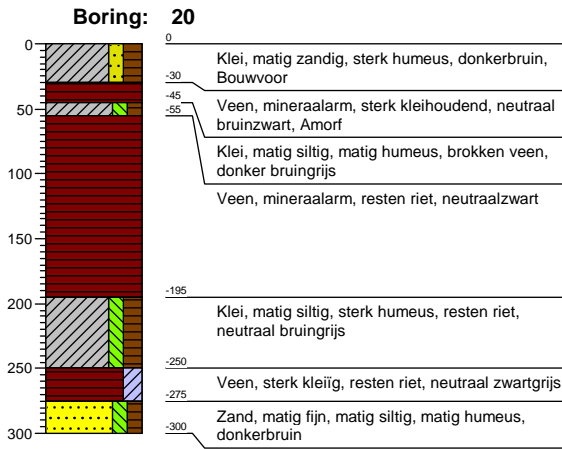 Boring: 20
0
50
100
150
200
250
300
0
Klei, matig zandig, sterk humeus, donkerbruin,
Bouwvoor
-30
Veen, mineraalarm, sterk kleihoudend, neutraal
bruinzwart, Amorf
-45
Klei, matig siltig, matig humeus, brokken veen,
donker bruingrijs
-55
Veen, mineraalarm, resten riet, neutraalzwart
-195
Klei, matig siltig, sterk humeus, resten riet,
neutraal bruingrijs
-250
Veen, sterk kleiïg, resten riet, neutraal zwartgrijs
-275
Zand, matig fijn, matig siltig, matig humeus,
donkerbruin
-300